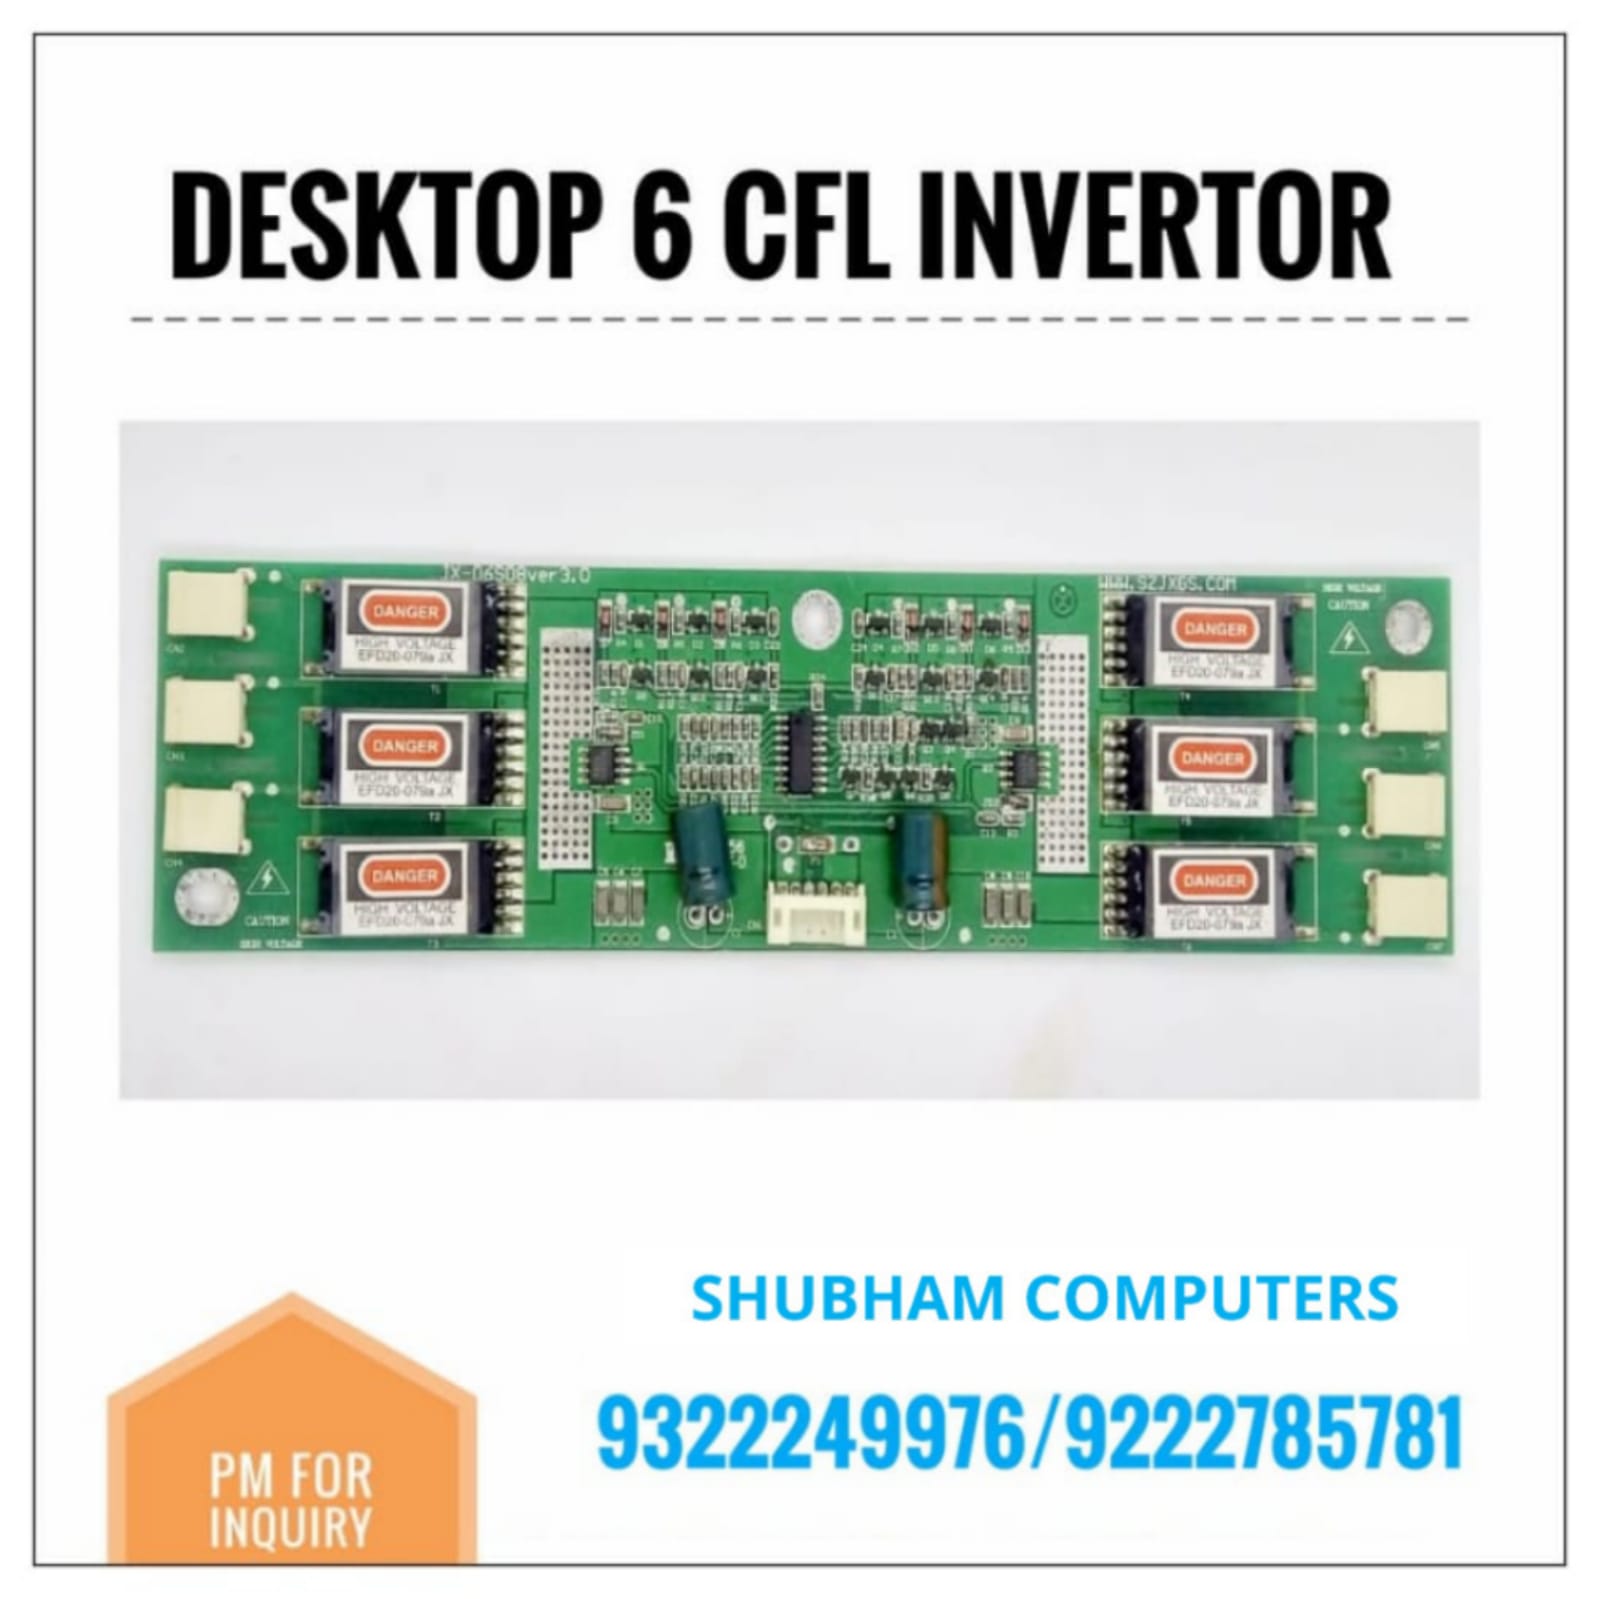 DESKTOP 6 CFL INVERTOR
JX-D6S08ver3.0
WWW.SZJXGS.COM
HIGH VOLTAGE
CAUTION
DANGER
HIGH VOLTAGE
EFD20-079a JX
DANGER
HIGH VOLTAGE
EFD20-079a JX
DANGER
HIGH VOLTAGE
EFD20-079a JX
DANGER
HIGH VOLTAGE
EFD20-079a JX
DANGER
HIGH VOLTAGE
EFD20-079a JX
DANGER
HIGH VOLTAGE
EFD20-079a JX
CAUTION
HIGH VOLTAGE
SHUBHAM COMPUTERS
9322249976/9222785781
PM FOR
INQUIRY